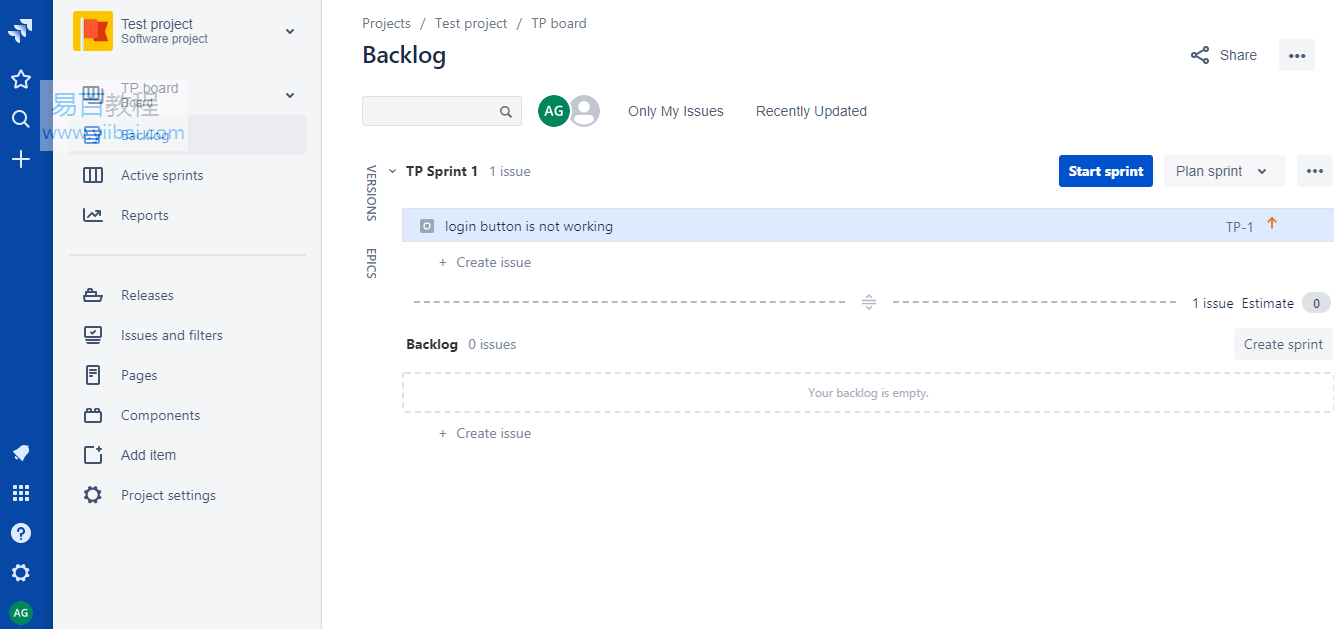 Test project
Software project
TP board
Board
Backlog
易百教程
www.yiibai.com
Active sprints
Reports
Releases
Issues and filters
Pages
Components
Add item
Project settings
AG
Projects / Test project / TP board
Backlog
Share
AG
Only My Issues
Recently Updated
VERSIONS
EPICS
TP Sprint 1 1 issue
Start sprint
Plan sprint
login button is not working
TP-1
+ Create issue
1 issue Estimate 0
Backlog 0 issues
Create sprint
Your backlog is empty.
+ Create issue